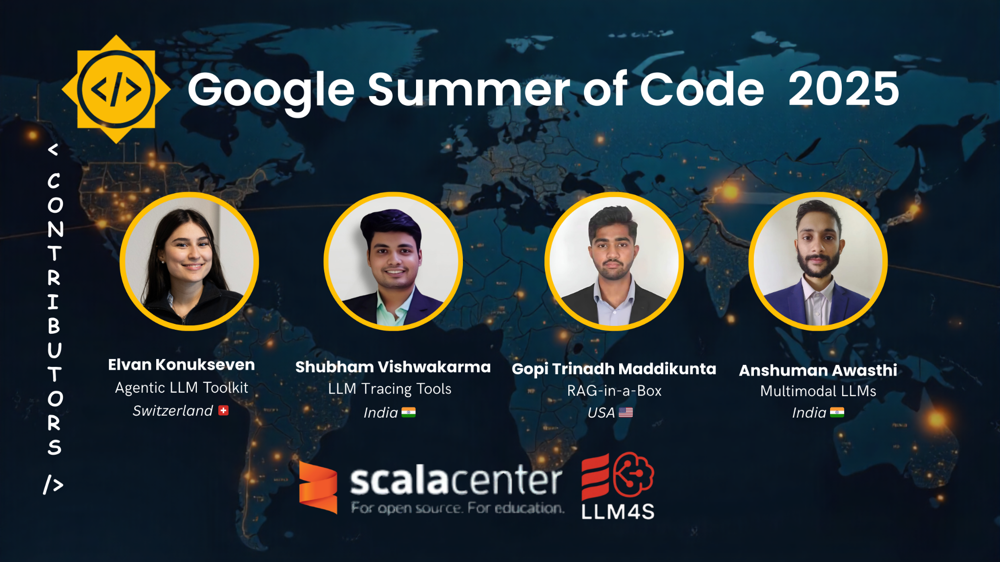 </>
Google Summer of Code 2025
< CONTRIBUTORS />
Elvan Konukseven
Agentic LLM Toolkit
Switzerland
Shubham Vishwakarma
LLM Tracing Tools
India
Gopi Trinadh Maddikunta
RAG-in-a-Box
USA
Anshuman Awasthi
Multimodal LLMs
India
scalacenter
For open source. For education.
LLM4S